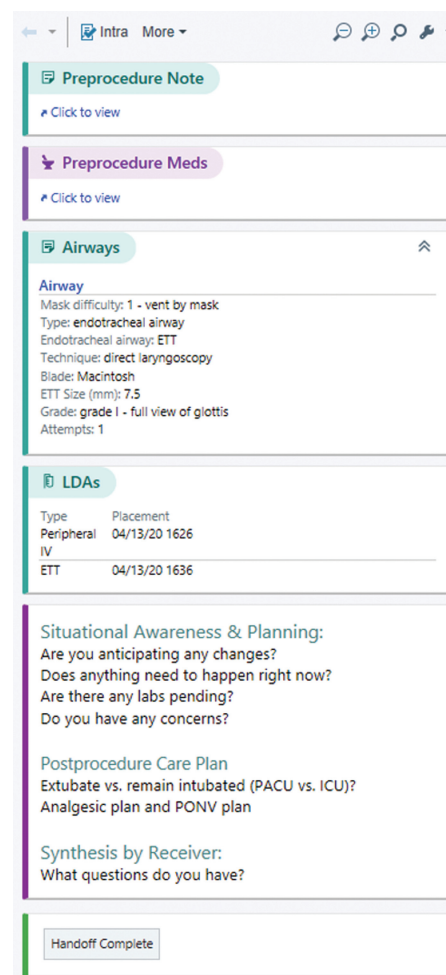 Intra More
Preprocedure Note
Click to view
Preprocedure Meds
Click to view
Airways
Airway
Mask difficulty: 1 - vent by mask
Type: endotracheal airway
Endotracheal airway: ETT
Technique: direct laryngoscopy
Blade: Macintosh
ETT Size (mm): 7.5
Grade: grade I - full view of glottis
Attempts: 1
LDAs
Type Placement
Peripheral 04/13/20 1626
IV
ETT 04/13/20 1636
Situational Awareness & Planning:
Are you anticipating any changes?
Does anything need to happen right now?
Are there any labs pending?
Do you have any concerns?
Postprocedure Care Plan
Extubate vs. remain intubated (PACU vs. ICU)?
Analgesic plan and PONV plan
Synthesis by Receiver:
What questions do you have?
Handoff Complete